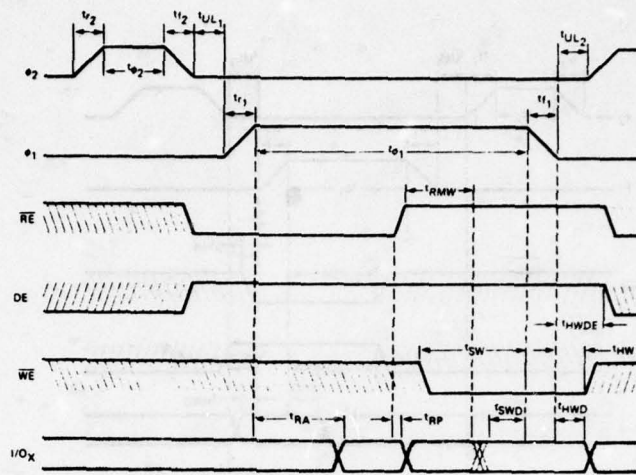 tr2 tf2 tUL1 tUL2
φ2 tφ2
tr1 tf1
φ1 tφ1
tRMW
RE
DE
tHWDE
tSW tHW
WE
tRA tRP tSWD tHWD
I/OX